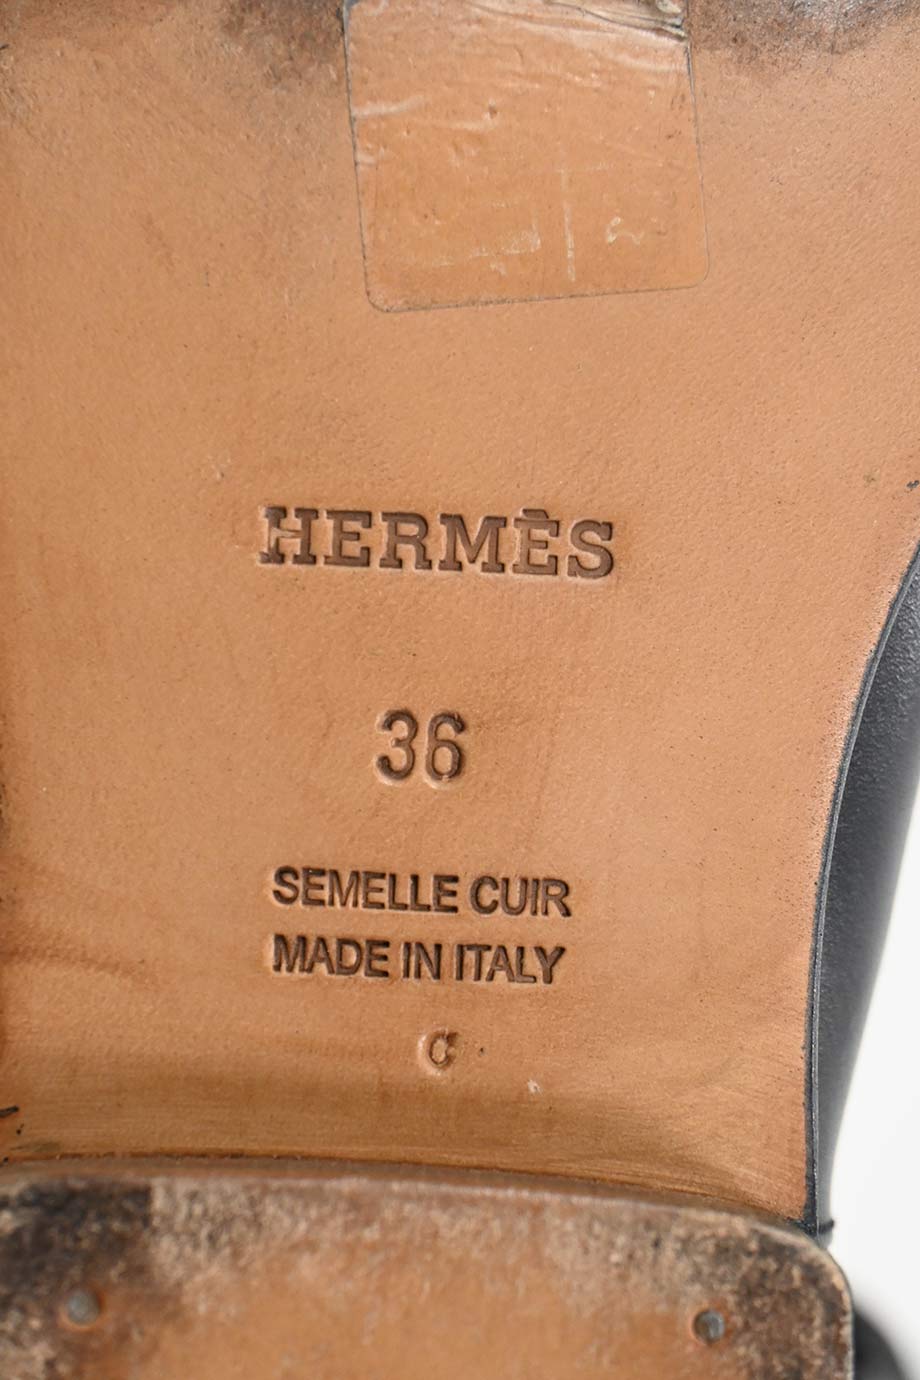 HERMÈS
36
SEMELLE CUIR
MADE IN ITALY
C